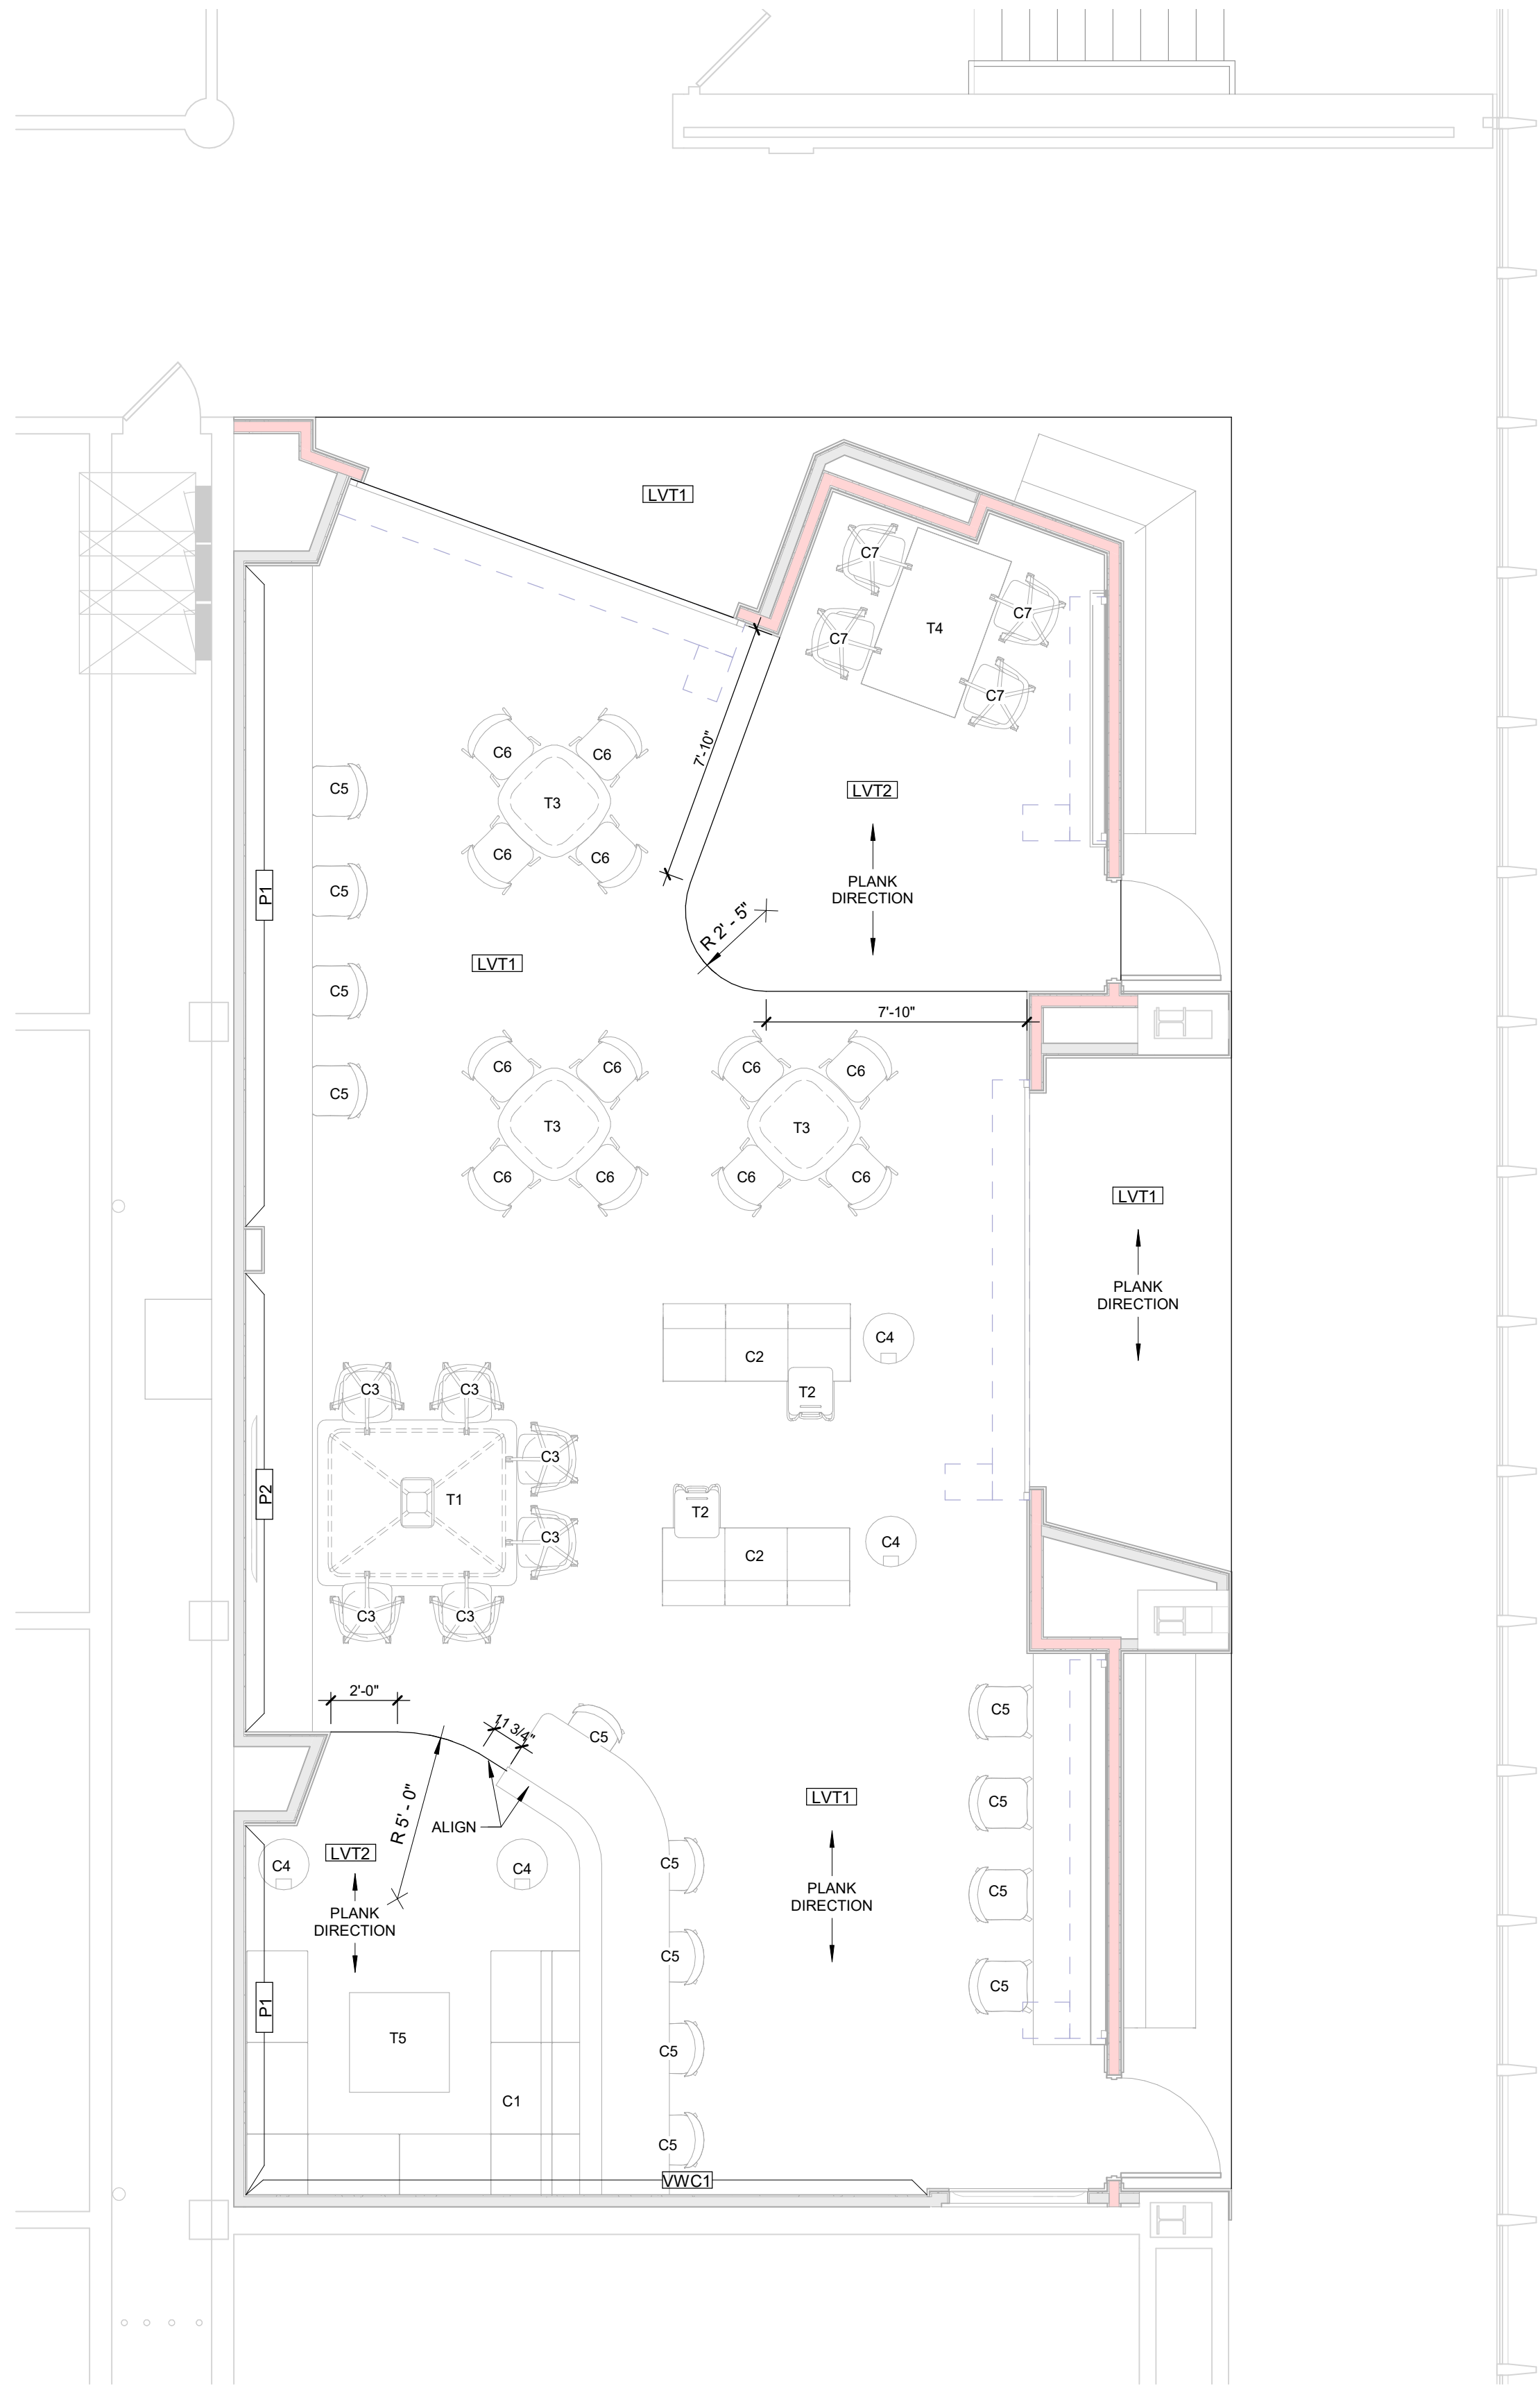 LVT1
C7
C7
T4
C7
C7
7'-10"
C6
C6
C5
T3
LVT2
C6
C6
PLANK
DIRECTION
P1
C5
R 2' - 5"
LVT1
C5
7'-10"
C6
C6
C6
C6
C5
T3
T3
C6
C6
C6
C6
LVT1
PLANK
DIRECTION
C4
C2
C3
C3
T2
C3
P2
T1
T2
C3
C4
C2
C3
C3
2'-0"
11 3/4"
C5
C5
R 5' - 0"
ALIGN
LVT1
C5
LVT2
C4
C4
C5
PLANK
DIRECTION
PLANK
DIRECTION
C5
C5
C5
P1
T5
C5
C1
C5
VWC1